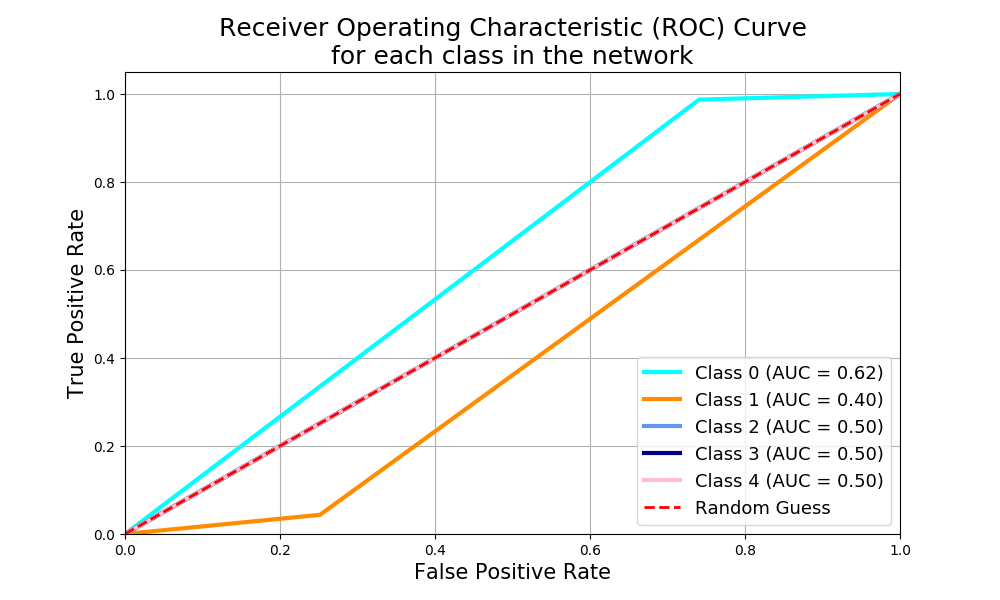 Receiver Operating Characteristic (ROC) Curve
for each class in the network
True Positive Rate
1.0
0.8
0.6
0.4
0.2
0.0
0.0 0.2 0.4 0.6 0.8 1.0
False Positive Rate
Class 0 (AUC = 0.62)
Class 1 (AUC = 0.40)
Class 2 (AUC = 0.50)
Class 3 (AUC = 0.50)
Class 4 (AUC = 0.50)
Random Guess